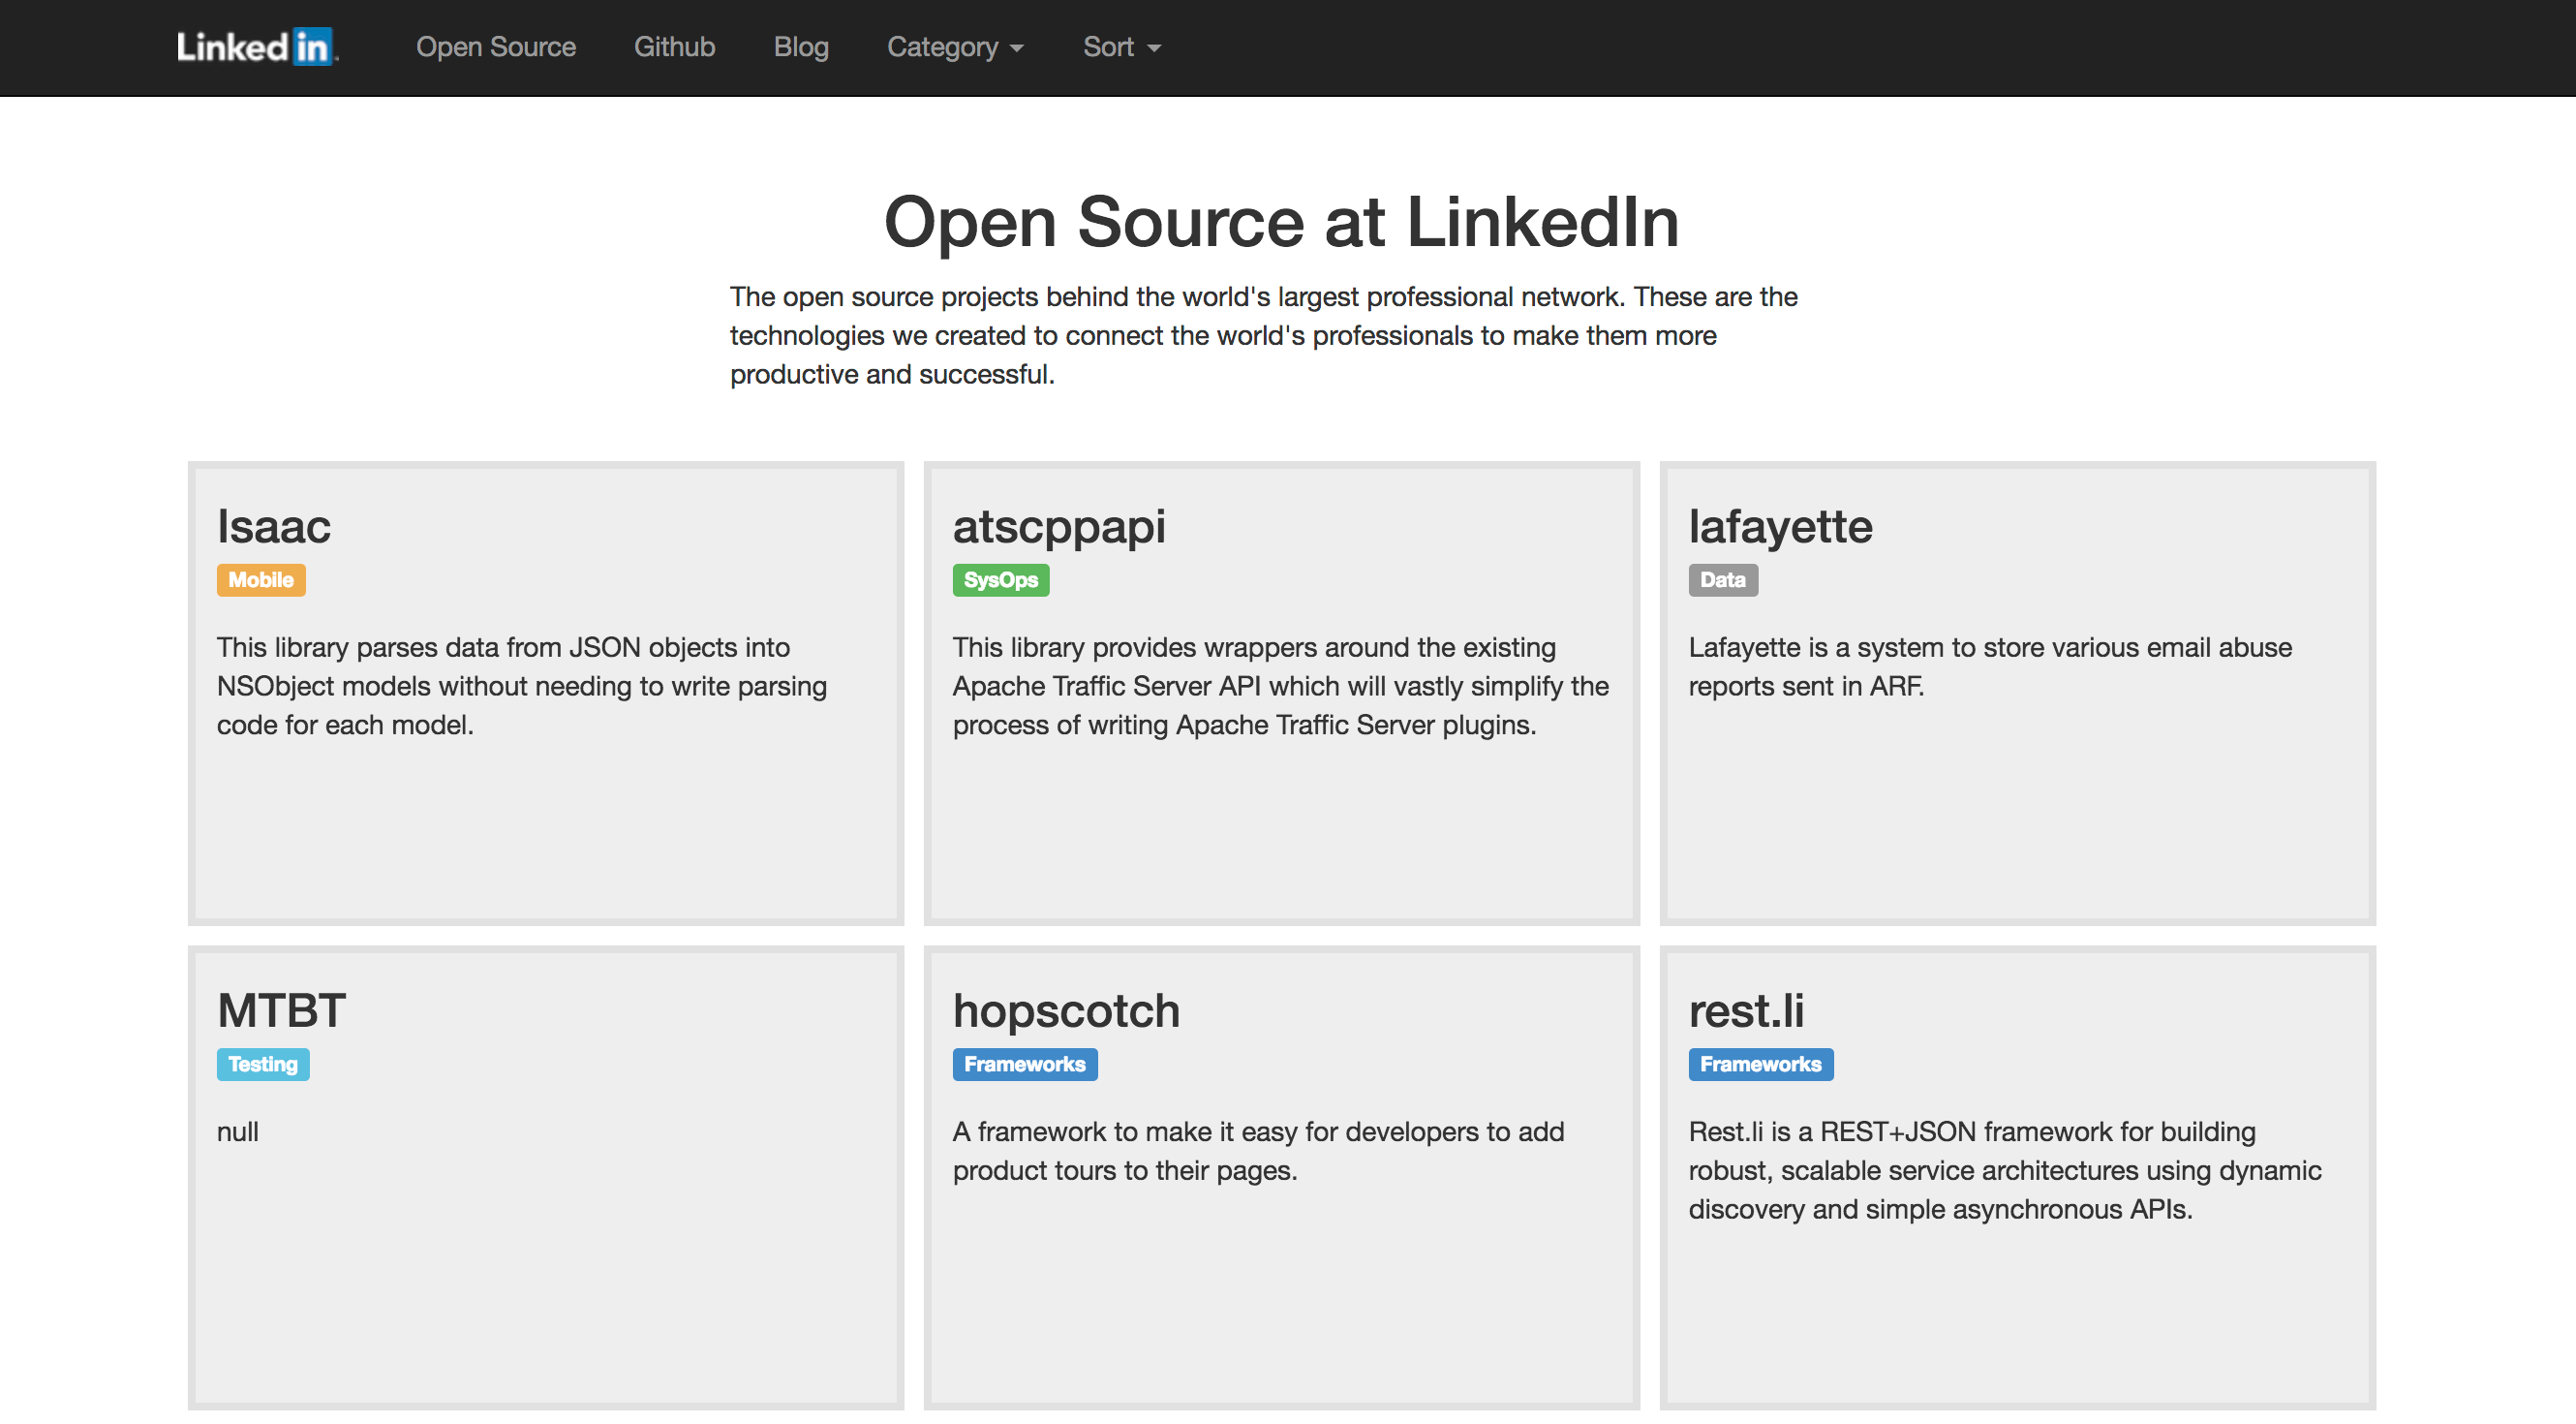 Linked in
Open Source
Github
Blog
Category
Sort
Open Source at LinkedIn
The open source projects behind the world's largest professional network. These are the
technologies we created to connect the world's professionals to make them more
productive and successful.
Isaac
Mobile
This library parses data from JSON objects into
NSObject models without needing to write parsing
code for each model.
atscppapi
SysOps
This library provides wrappers around the existing
Apache Traffic Server API which will vastly simplify the
process of writing Apache Traffic Server plugins.
lafayette
Data
Lafayette is a system to store various email abuse
reports sent in ARF.
MTBT
Testing
null
hopscotch
Frameworks
A framework to make it easy for developers to add
product tours to their pages.
rest.li
Frameworks
Rest.li is a REST+JSON framework for building
robust, scalable service architectures using dynamic
discovery and simple asynchronous APIs.